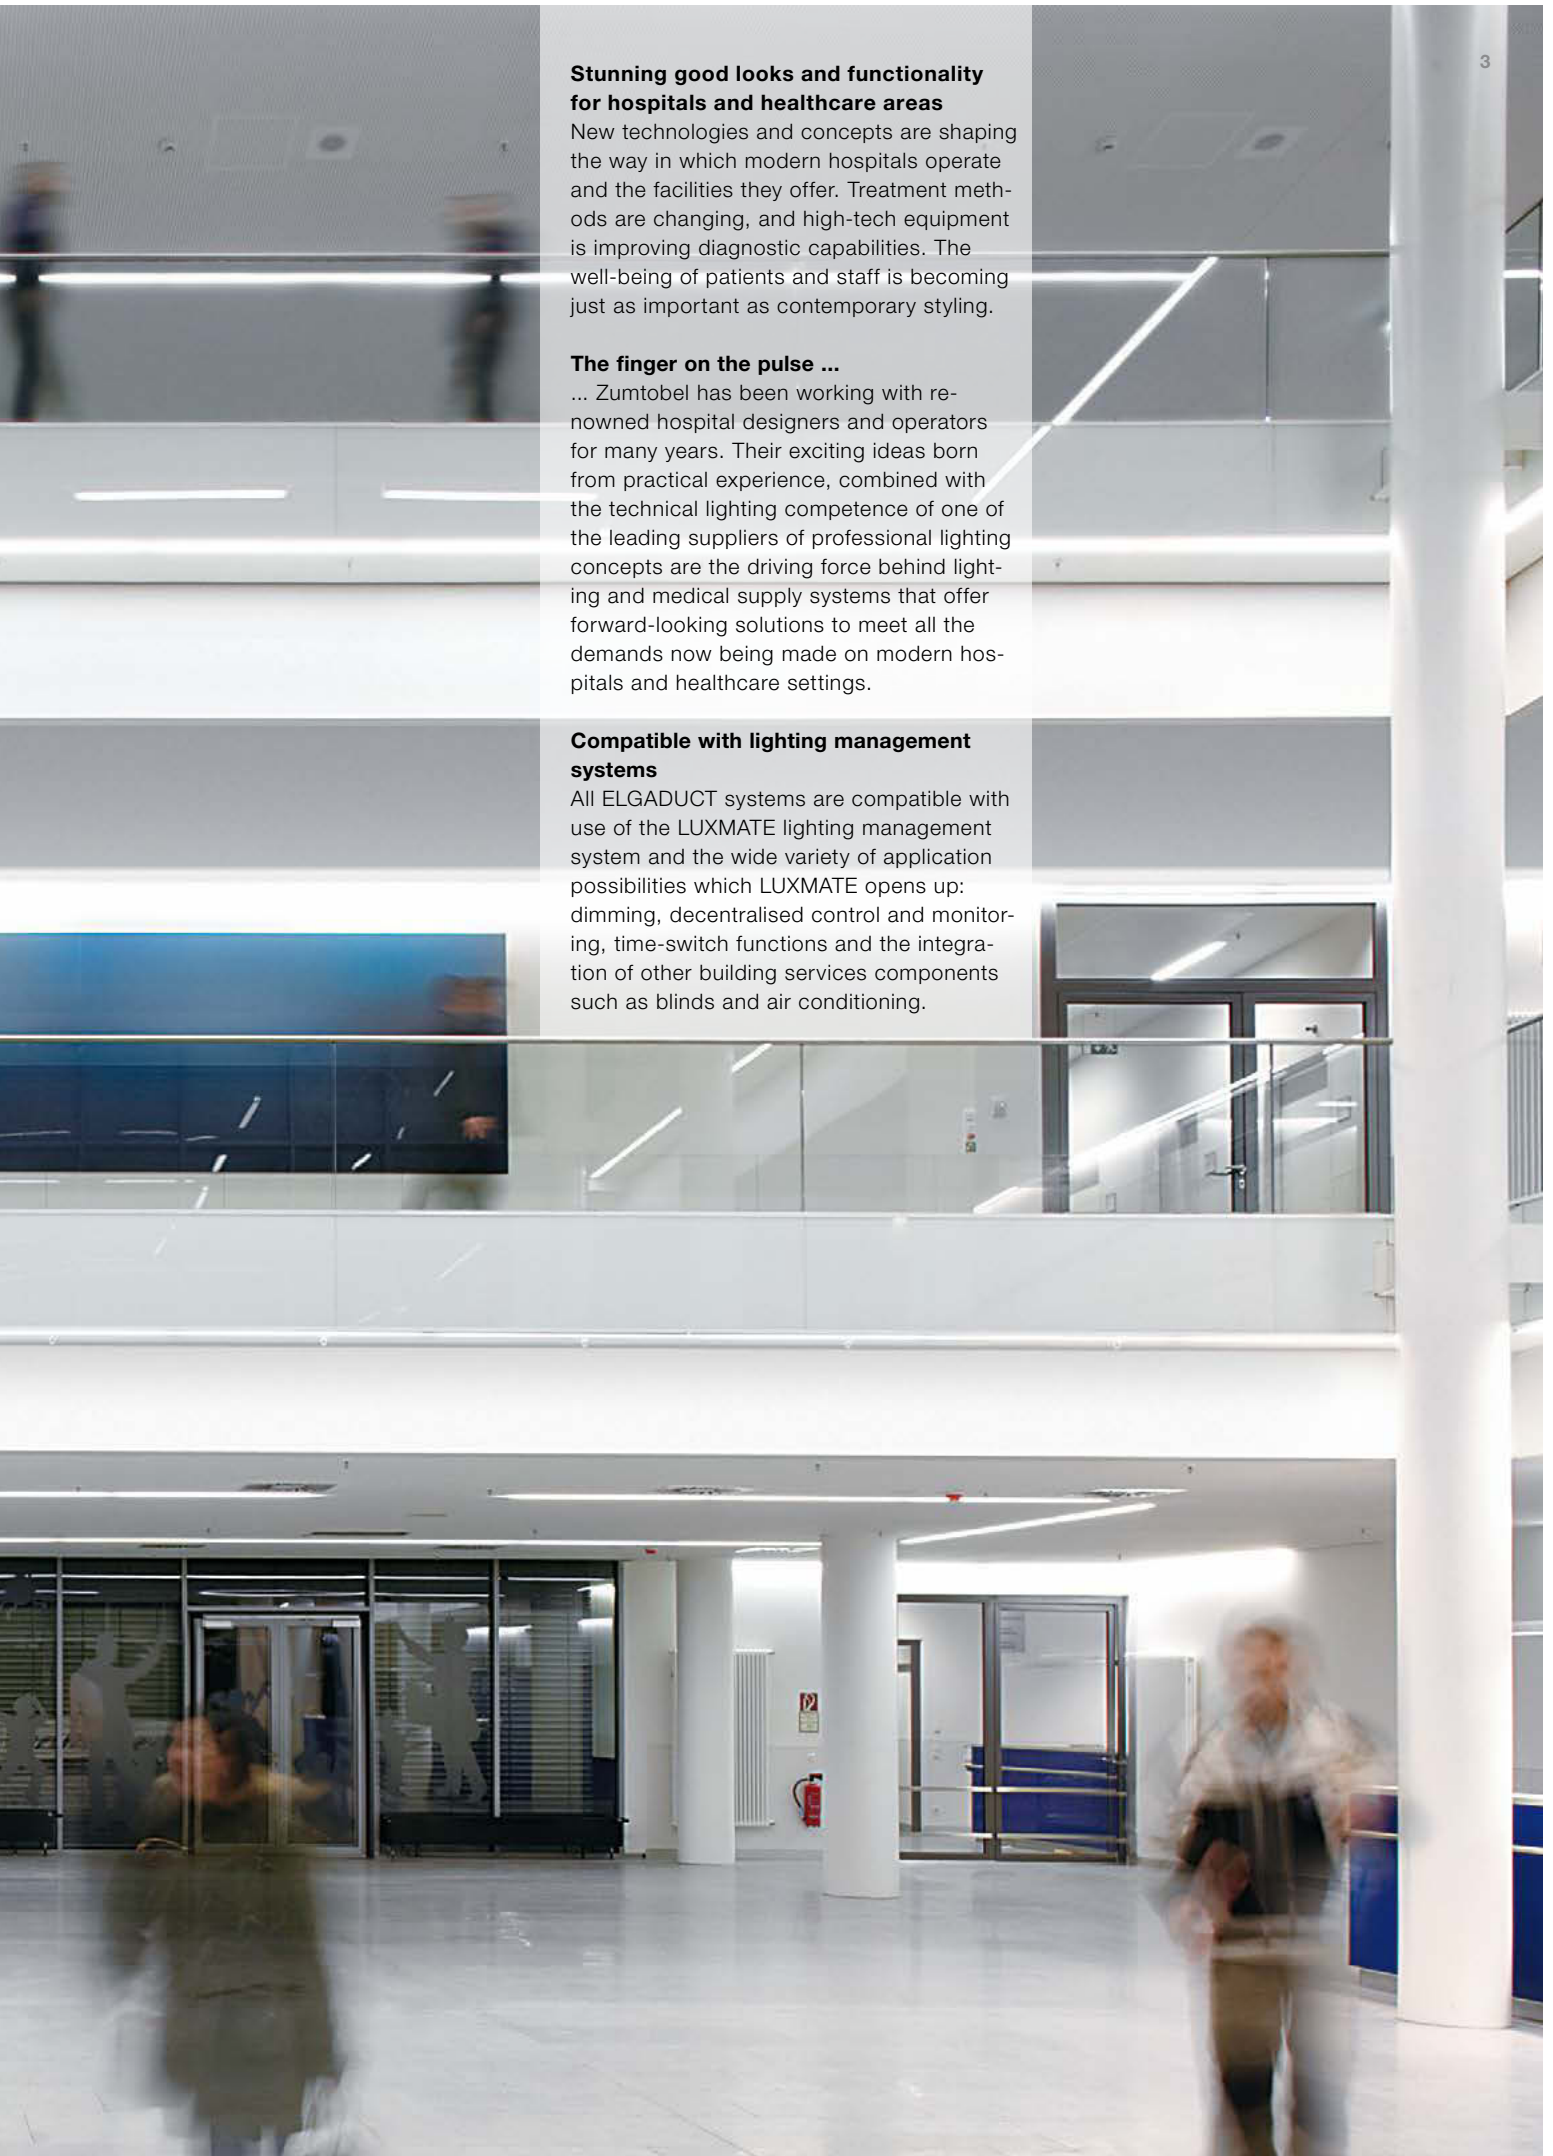 3
Stunning good looks and functionality
for hospitals and healthcare areas
New technologies and concepts are shaping
the way in which modern hospitals operate
and the facilities they offer. Treatment meth-
ods are changing, and high-tech equipment
is improving diagnostic capabilities. The
well-being of patients and staff is becoming
just as important as contemporary styling.
The finger on the pulse ...
... Zumtobel has been working with re-
nowned hospital designers and operators
for many years. Their exciting ideas born
from practical experience, combined with
the technical lighting competence of one of
the leading suppliers of professional lighting
concepts are the driving force behind light-
ing and medical supply systems that offer
forward-looking solutions to meet all the
demands now being made on modern hos-
pitals and healthcare settings.
Compatible with lighting management
systems
All ELGADUCT systems are compatible with
use of the LUXMATE lighting management
system and the wide variety of application
possibilities which LUXMATE opens up:
dimming, decentralised control and monitor-
ing, time-switch functions and the integra-
tion of other building services components
such as blinds and air conditioning.